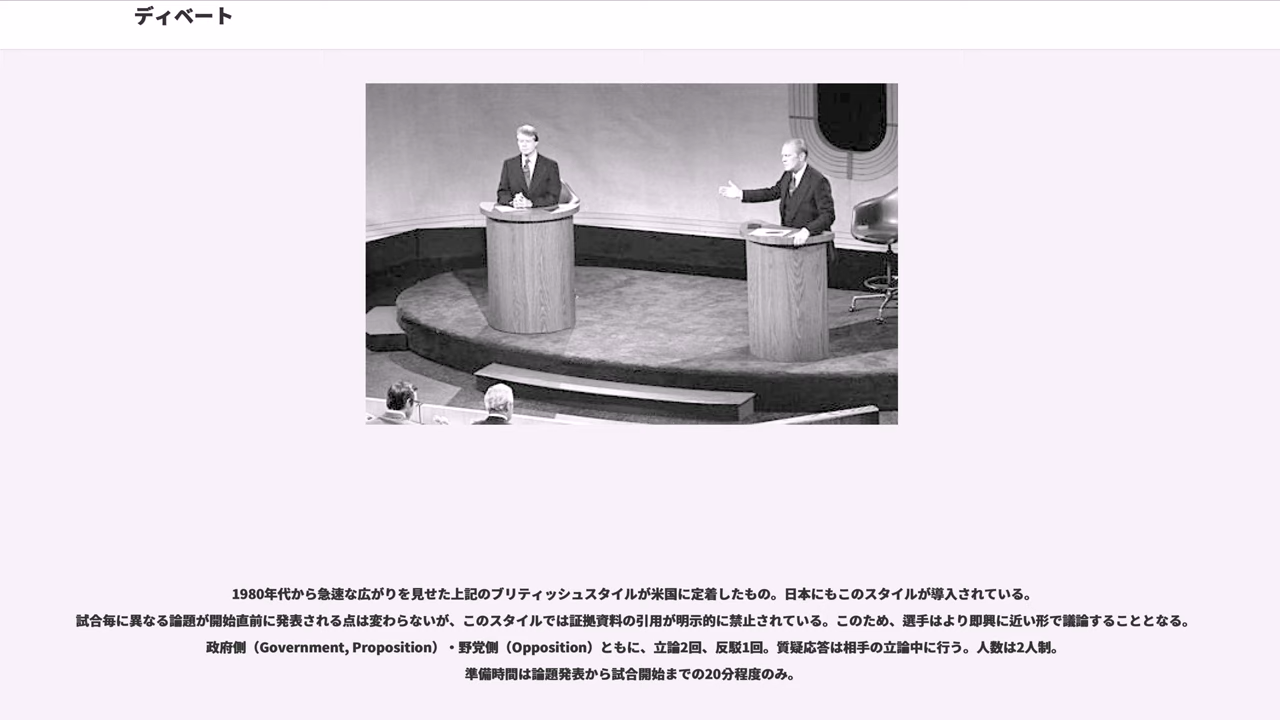 ディベート
1980年代から急速な広がりを見せた上記のブリティッシュスタイルが米国に定着したもの。日本にもこのスタイルが導入されている。
試合毎に異なる論題が開始直前に発表される点は変わらないが、このスタイルでは証拠資料の引用が明示的に禁止されている。このため、選手はより即興に近い形で議論することとなる。
政府側（Government, Proposition）・野党側（Opposition）ともに、立論2回、反駁1回。質疑応答は相手の立論中に行う。人数は2人制。
準備時間は論題発表から試合開始までの20分程度のみ。